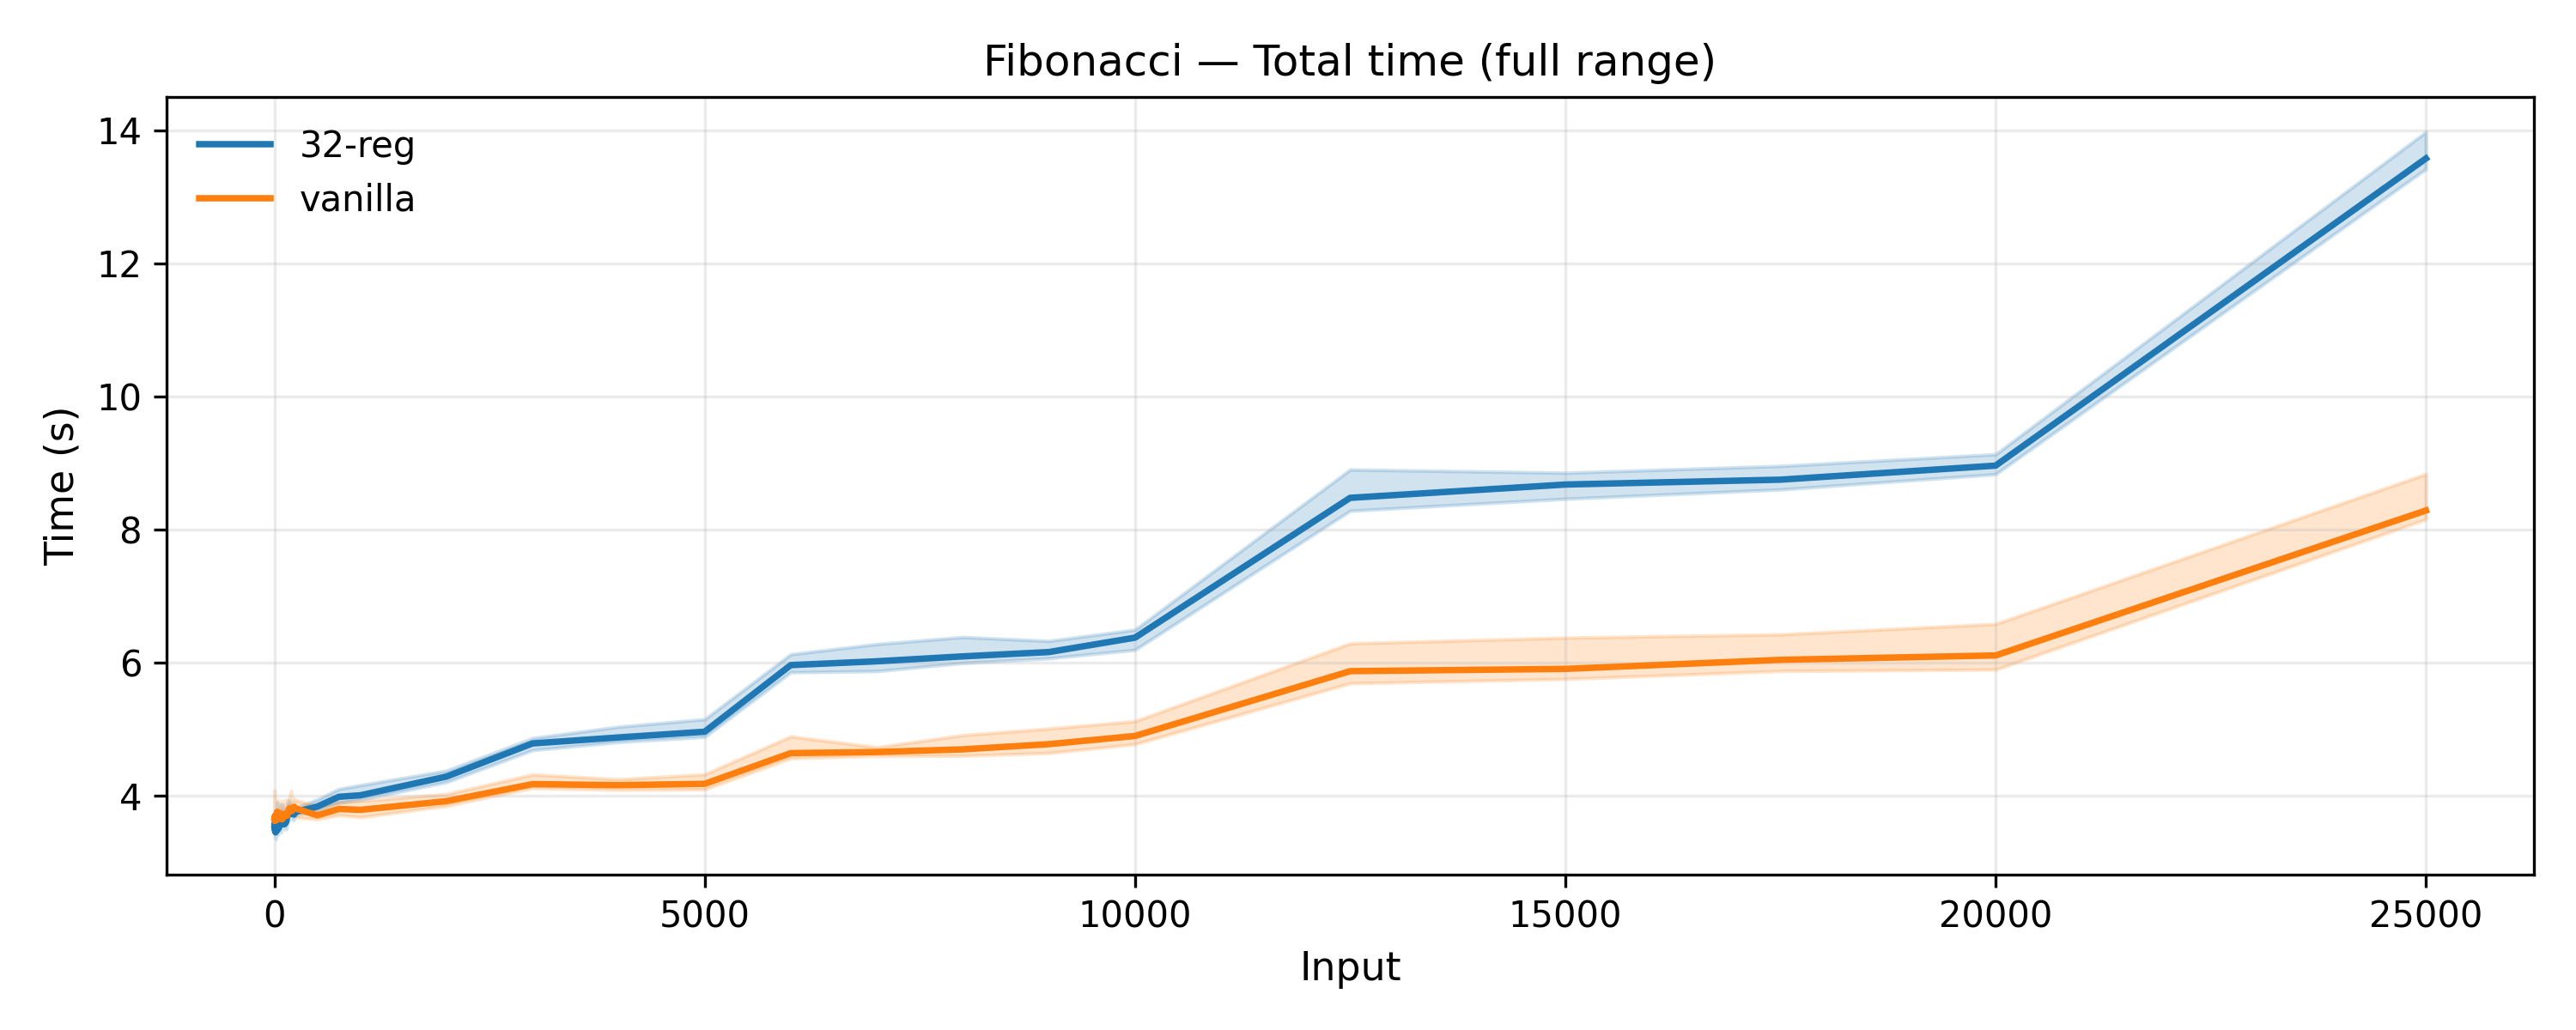 Fibonacci — Total time (full range)
32-reg
vanilla
Time (s)
14
12
10
8
6
4
0 5000 10000 15000 20000 25000
Input